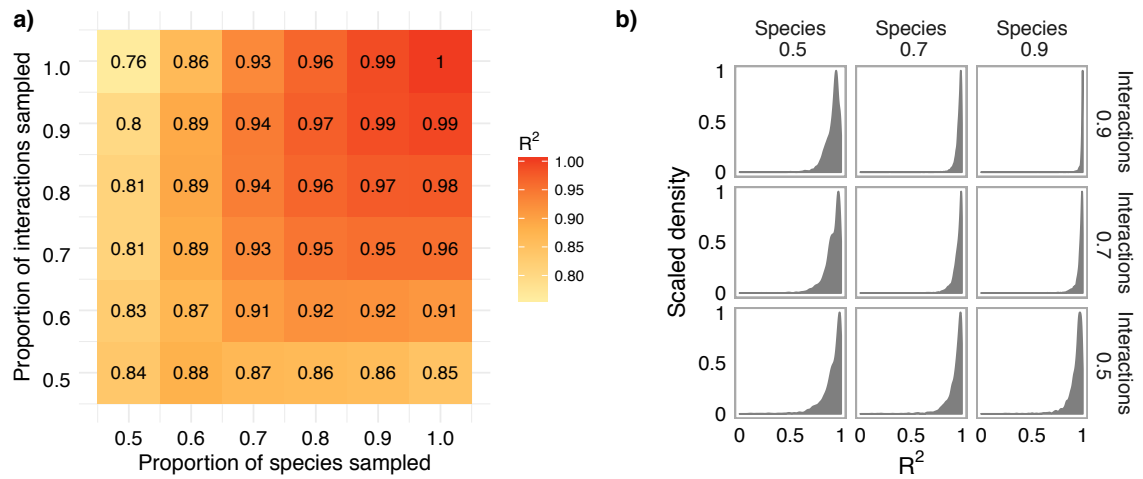 a)
Proportion of interactions sampled
1.0 0.76 0.86 0.93 0.96 0.99 1
0.9 0.8 0.89 0.94 0.97 0.99 0.99
0.8 0.81 0.89 0.94 0.96 0.97 0.98
0.7 0.81 0.89 0.93 0.95 0.95 0.96
0.6 0.83 0.87 0.91 0.92 0.92 0.91
0.5 0.84 0.88 0.87 0.86 0.86 0.85
0.5 0.6 0.7 0.8 0.9 1.0
Proportion of species sampled
R²
1.00
0.95
0.90
0.85
0.80
b)
Species Species Species
0.5 0.7 0.9
Scaled density
1
0.5
0
Interactions
0.9
1
0.5
0
Interactions
0.7
1
0.5
0
Interactions
0.5
0 0.5 1 0 0.5 1 0 0.5 1
R²